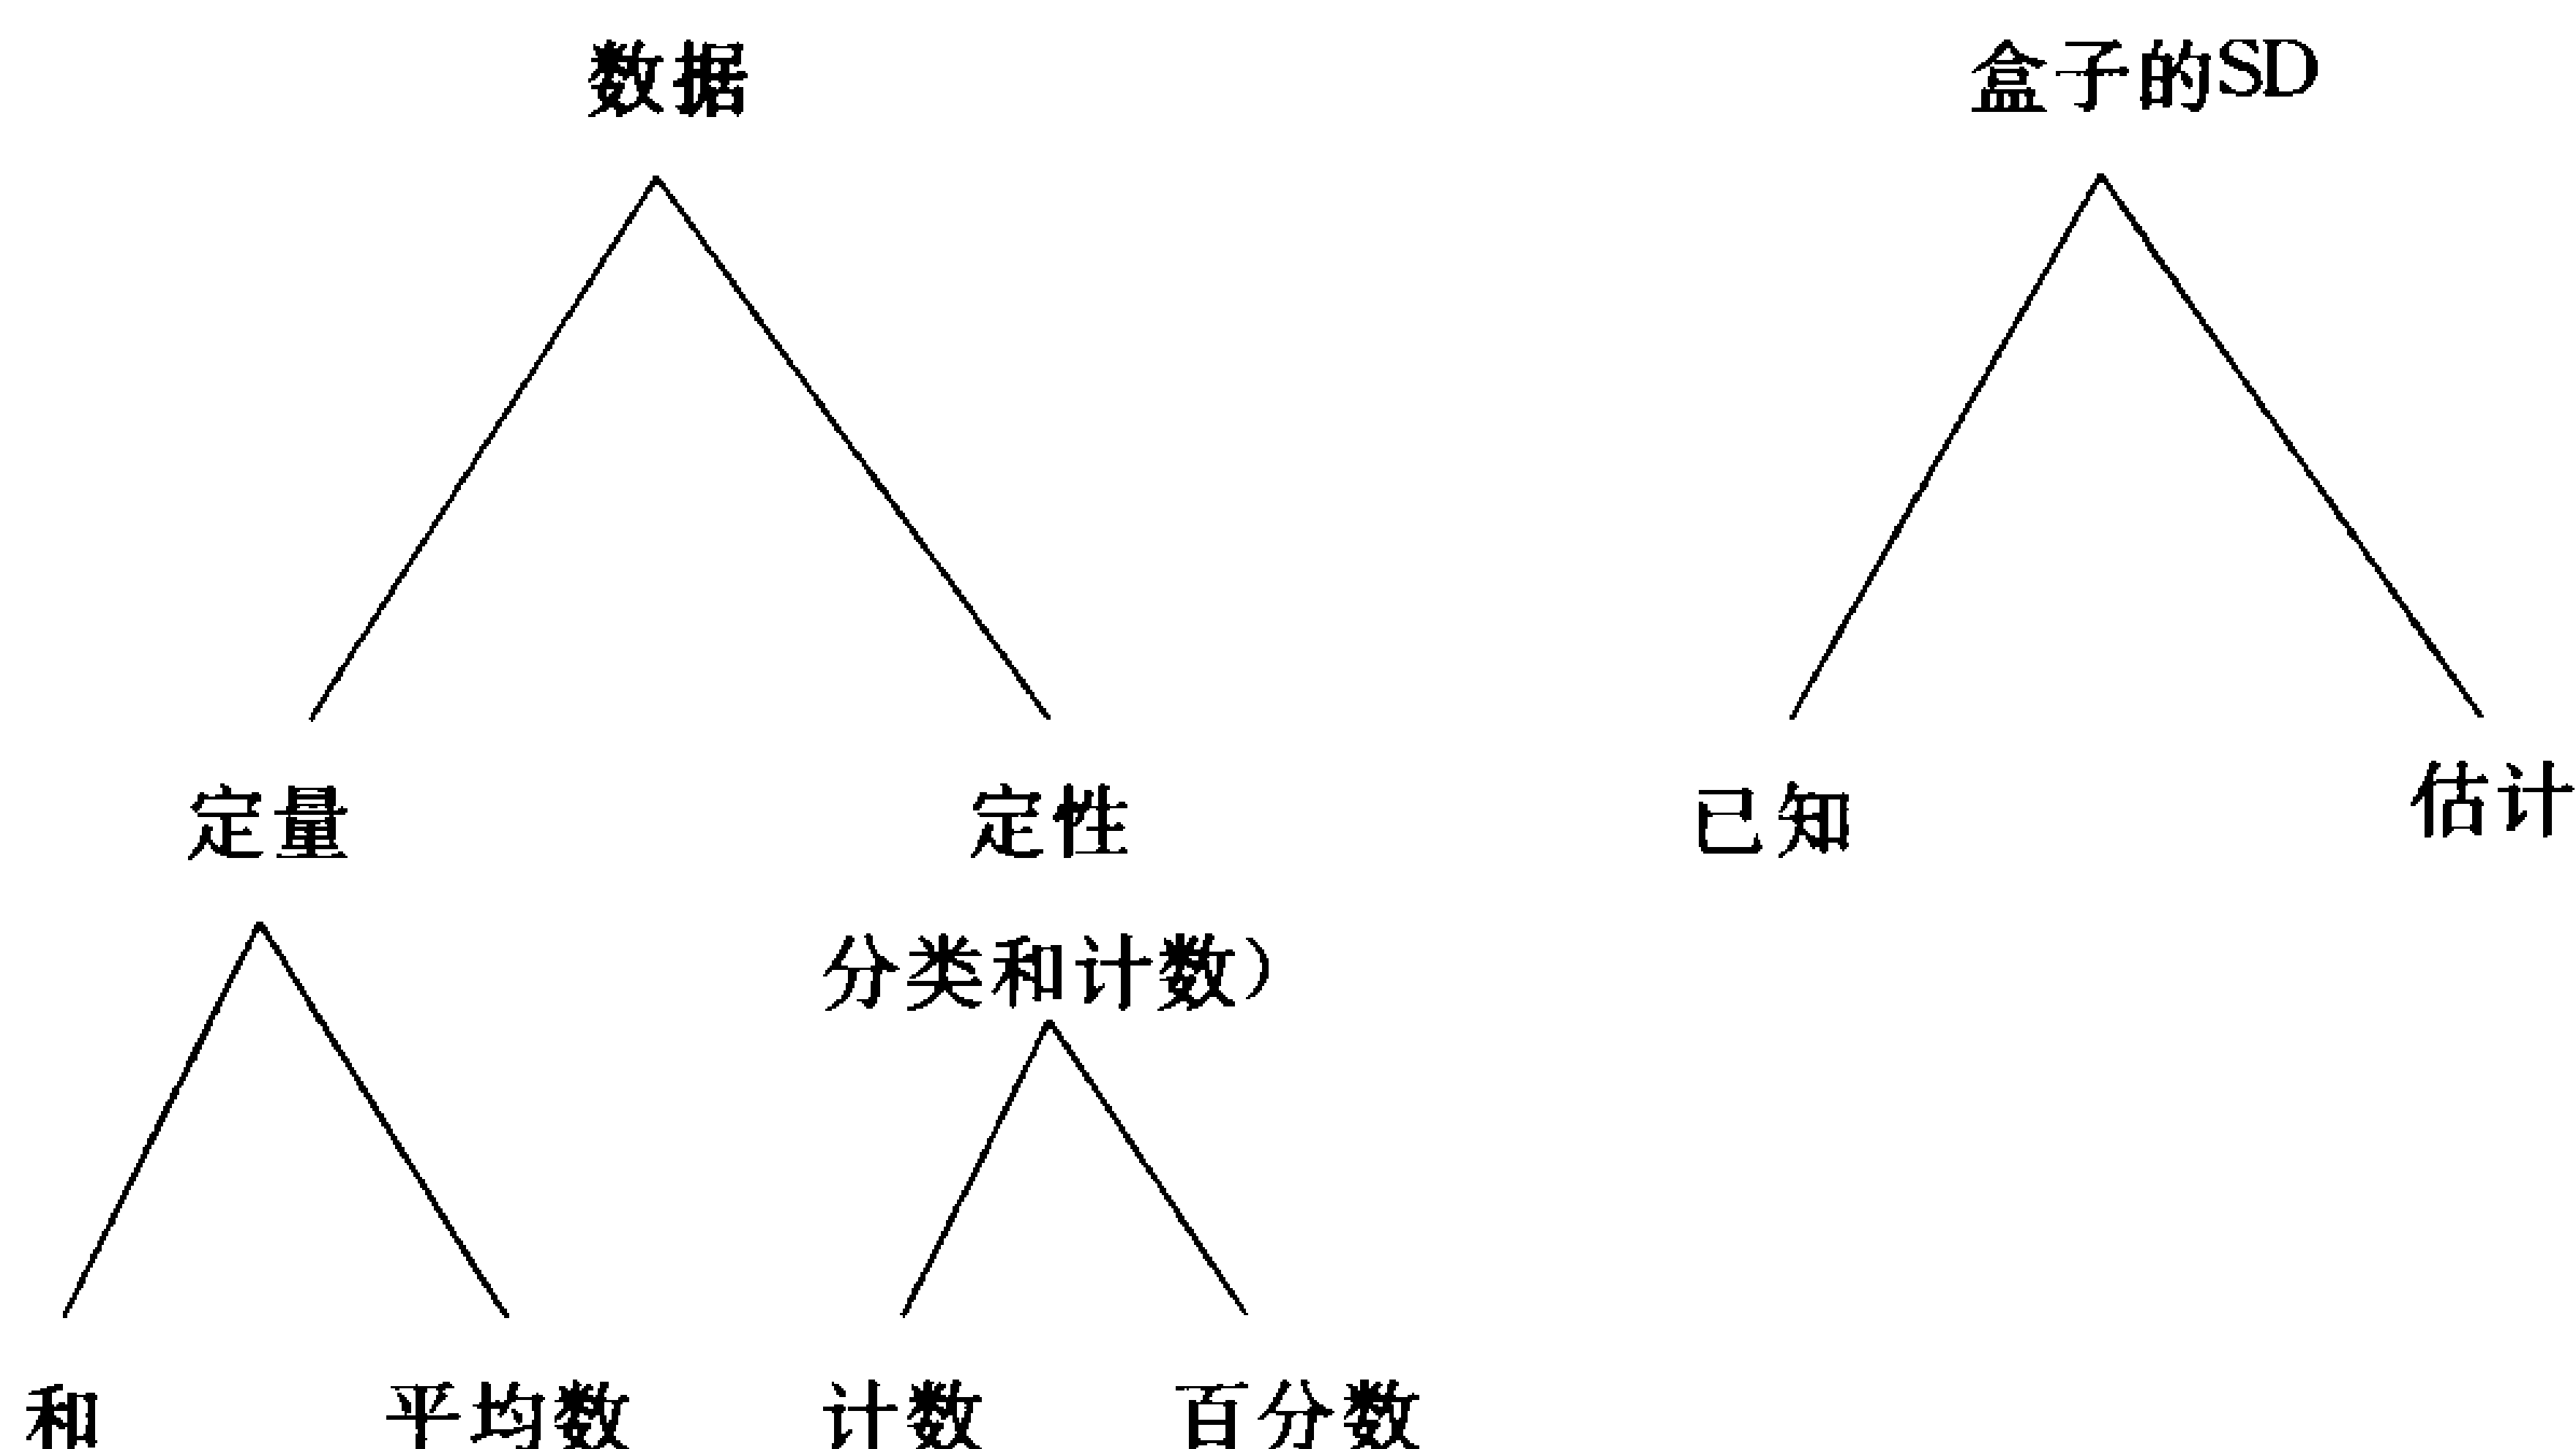 数据 盒子的SD
定量 定性 已知 估计
分类和计数）
和 平均数 计数 百分数